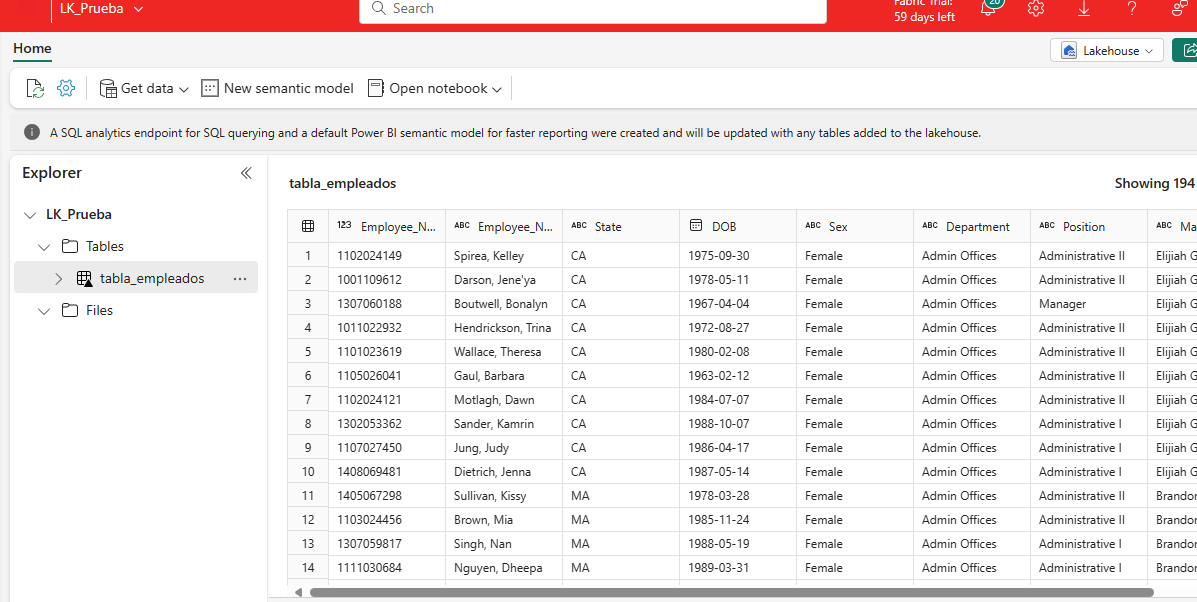 LK_Prueba
Search
Fabric Trial:
59 days left
20
Home
Lakehouse
Get data
New semantic model
Open notebook
A SQL analytics endpoint for SQL querying and a default Power BI semantic model for faster reporting were created and will be updated with any tables added to the lakehouse.
Explorer
tabla_empleados
Showing 194
LK_Prueba
Tables
tabla_empleados
Files
123 Employee_N... ABC Employee_N... ABC State DOB ABC Sex ABC Department ABC Position ABC Ma
1 1102024149 Spirea, Kelley CA 1975-09-30 Female Admin Offices Administrative II Elijiah G
2 1001109612 Darson, Jene'ya CA 1978-05-11 Female Admin Offices Administrative II Elijiah G
3 1307060188 Boutwell, Bonalyn CA 1967-04-04 Female Admin Offices Manager Elijiah G
4 1011022932 Hendrickson, Trina CA 1972-08-27 Female Admin Offices Administrative II Elijiah G
5 1101023619 Wallace, Theresa CA 1980-02-08 Female Admin Offices Administrative II Elijiah G
6 1105026041 Gaul, Barbara CA 1963-02-12 Female Admin Offices Administrative II Elijiah G
7 1102024121 Motlagh, Dawn CA 1984-07-07 Female Admin Offices Administrative II Elijiah G
8 1302053362 Sander, Kamrin CA 1988-10-07 Female Admin Offices Administrative I Elijiah G
9 1107027450 Jung, Judy CA 1986-04-17 Female Admin Offices Administrative I Elijiah G
10 1408069481 Dietrich, Jenna CA 1987-05-14 Female Admin Offices Administrative I Elijiah G
11 1405067298 Sullivan, Kissy MA 1978-03-28 Female Admin Offices Administrative II Brandor
12 1103024456 Brown, Mia MA 1985-11-24 Female Admin Offices Administrative II Brandor
13 1307059817 Singh, Nan MA 1988-05-19 Female Admin Offices Administrative I Brandor
14 1111030684 Nguyen, Dheepa MA 1989-03-31 Female Admin Offices Administrative I Brandor